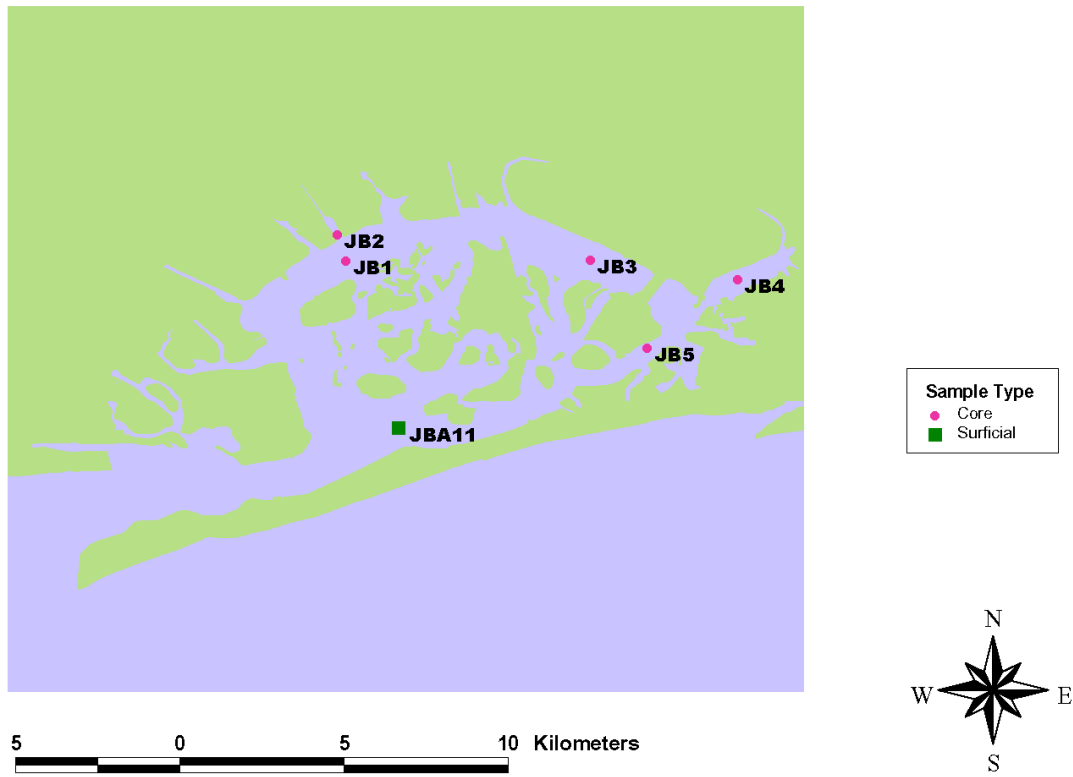 JB2
JB1
JB3
JB4
JB5
JBA11
Sample Type
Core
Surficial
N
W E
S
5 0 5 10 Kilometers